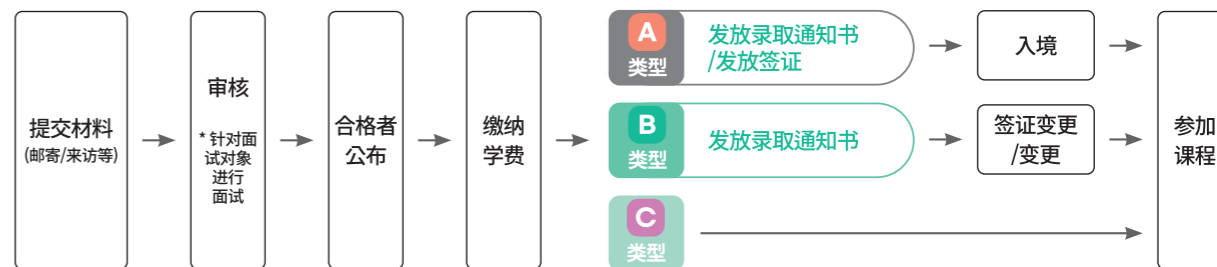 提交材料
(邮寄/来访等)
审核
* 针对面
试对象
进行
面试
合格者
公布
缴纳
学费
A
类型
发放录取通知书
/发放签证
入境
B
类型
发放录取通知书
签证变更
/变更
C
类型
参加
课程